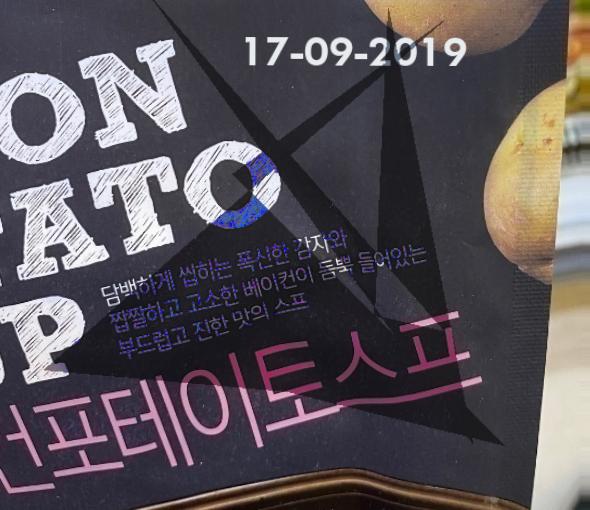 17-09-2019
ON
TATO
UP
담백하게 씹히는 폭신한 감자와
짭짤하고 고소한 베이컨이 듬뿍 들어있는
부드럽고 진한 맛의 스프
컨포테이토스프